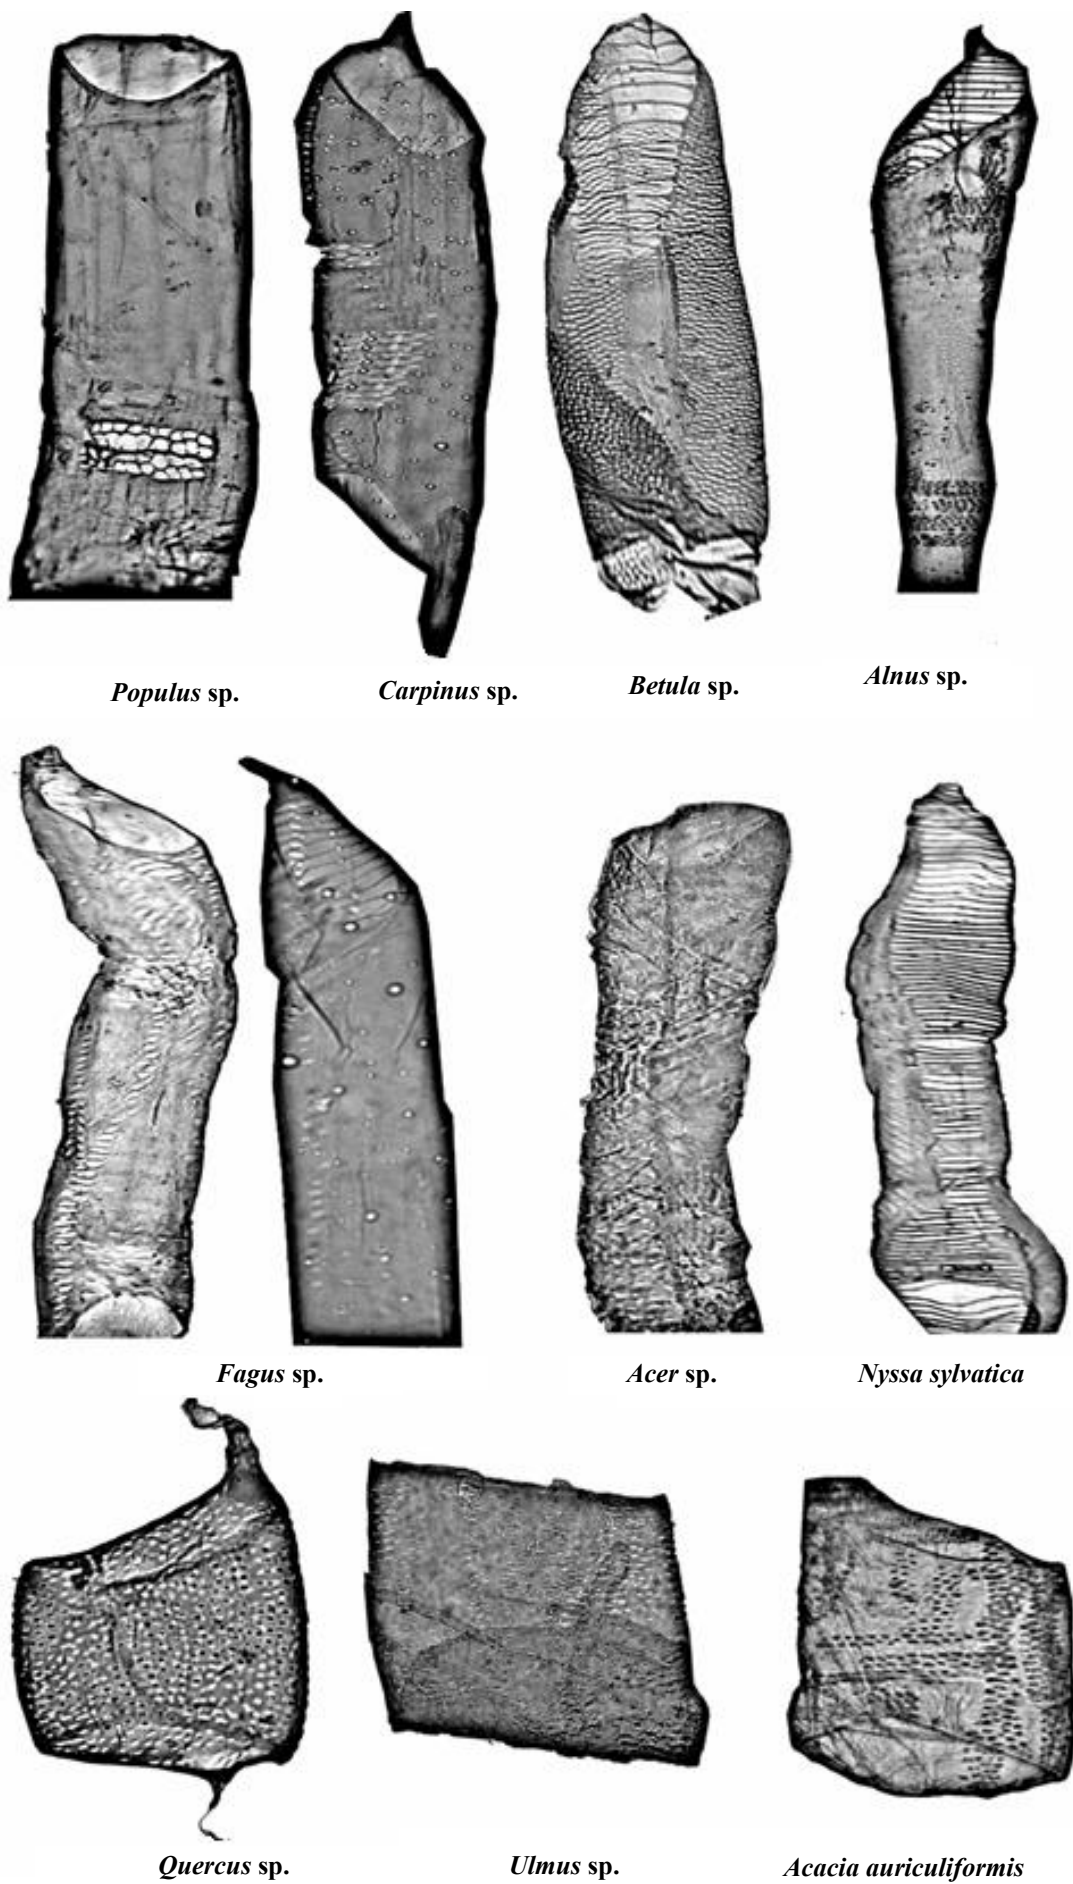 Populus sp.
Carpinus sp.
Betula sp.
Alnus sp.
Fagus sp.
Acer sp.
Nyssa sylvatica
Quercus sp.
Ulmus sp.
Acacia auriculiformis